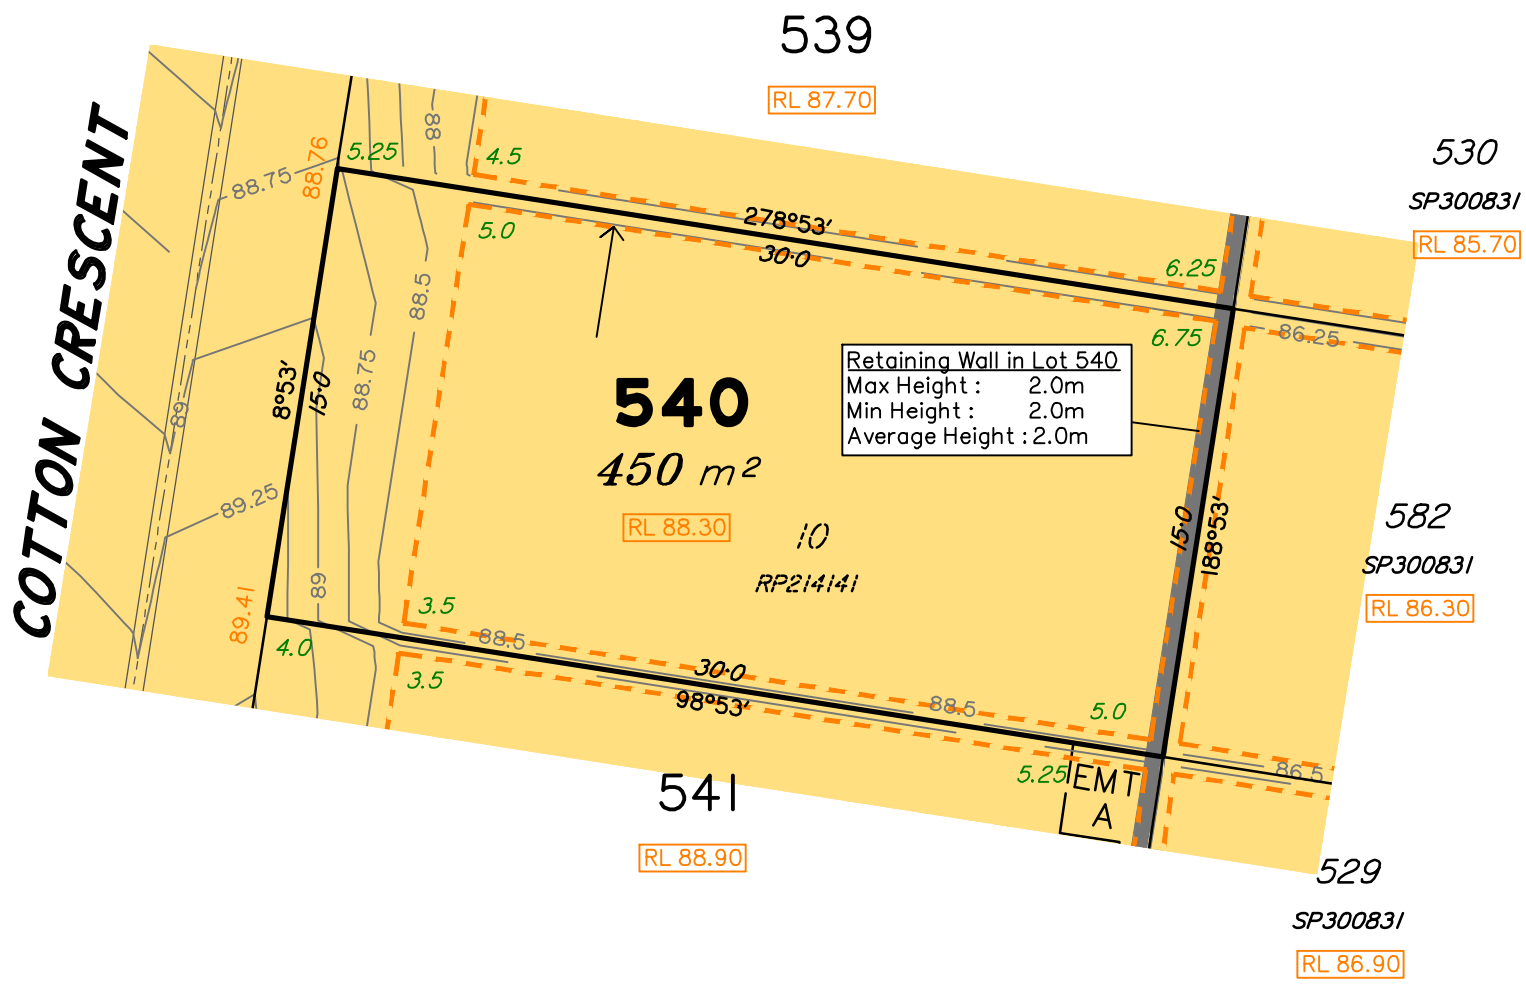 539
RL 87.70
530
SP300831
RL 85.70
COTTON CRESCENT
88.76
88.75
5.25
88
4.5
5.0
278°53'
30·0
6.25
6.75
86.25
88.5
88.75
89
8°53'
15·0
Retaining Wall in Lot 540
Max Height : 2.0m
Min Height : 2.0m
Average Height : 2.0m
540
450 m²
RL 88.30
10
RP214141
15·0
188°53'
582
SP300831
RL 86.30
89.25
89
89.41
4.0
3.5
3.5
88.5
30·0
98°53'
88.5
5.0
5.25
EMT
A
86.5
541
RL 88.90
529
SP300831
RL 86.90